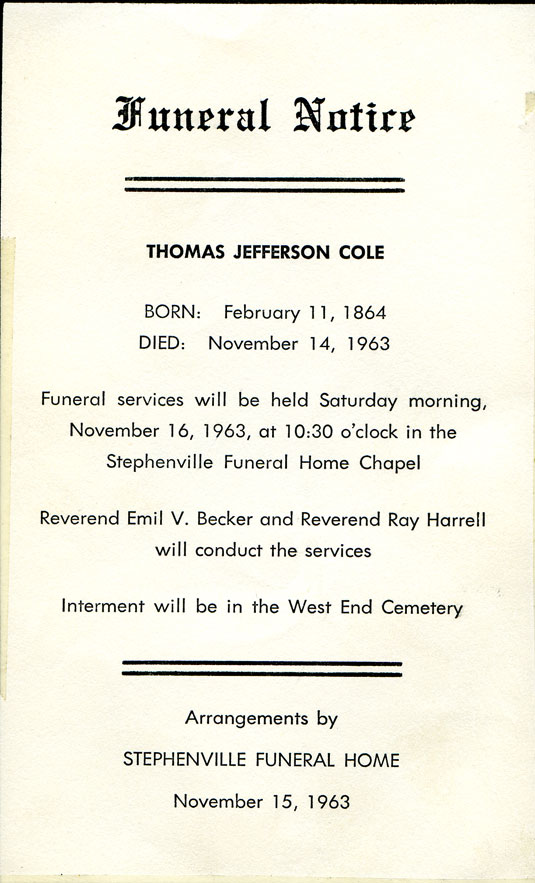 Funeral Notice
THOMAS JEFFERSON COLE
BORN: February 11, 1864
DIED: November 14, 1963
Funeral services will be held Saturday morning,
November 16, 1963, at 10:30 o'clock in the
Stephenville Funeral Home Chapel
Reverend Emil V. Becker and Reverend Ray Harrell
will conduct the services
Interment will be in the West End Cemetery
Arrangements by
STEPHENVILLE FUNERAL HOME
November 15, 1963